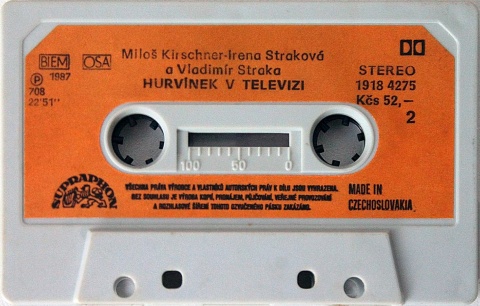 Miloš Kirschner-Irena Straková
a Vladimír Straka
HURVÍNEK V TELEVIZI
BIEM OSA
P 1987
708
22'51"
STEREO
1918 4275
Kčs 52,—
2
100 50 0
VŠECHNA PRÁVA VÝROBCE A VLASTNÍKŮ AUTORSKÝCH PRÁV K DÍLU JSOU VYHRAZENA.
BEZ SOUHLASU JE VÝROBA KOPIÍ, PRONÁJEM, PŮJČOVÁNÍ, VEŘEJNÉ PROVOZOVÁNÍ
A ROZHLASOVÉ ŠÍŘENÍ TOHOTO OZVUČENÉHO PÁSKU ZAKÁZÁNO.
SUPRAPHON
MADE IN
CZECHOSLOVAKIA